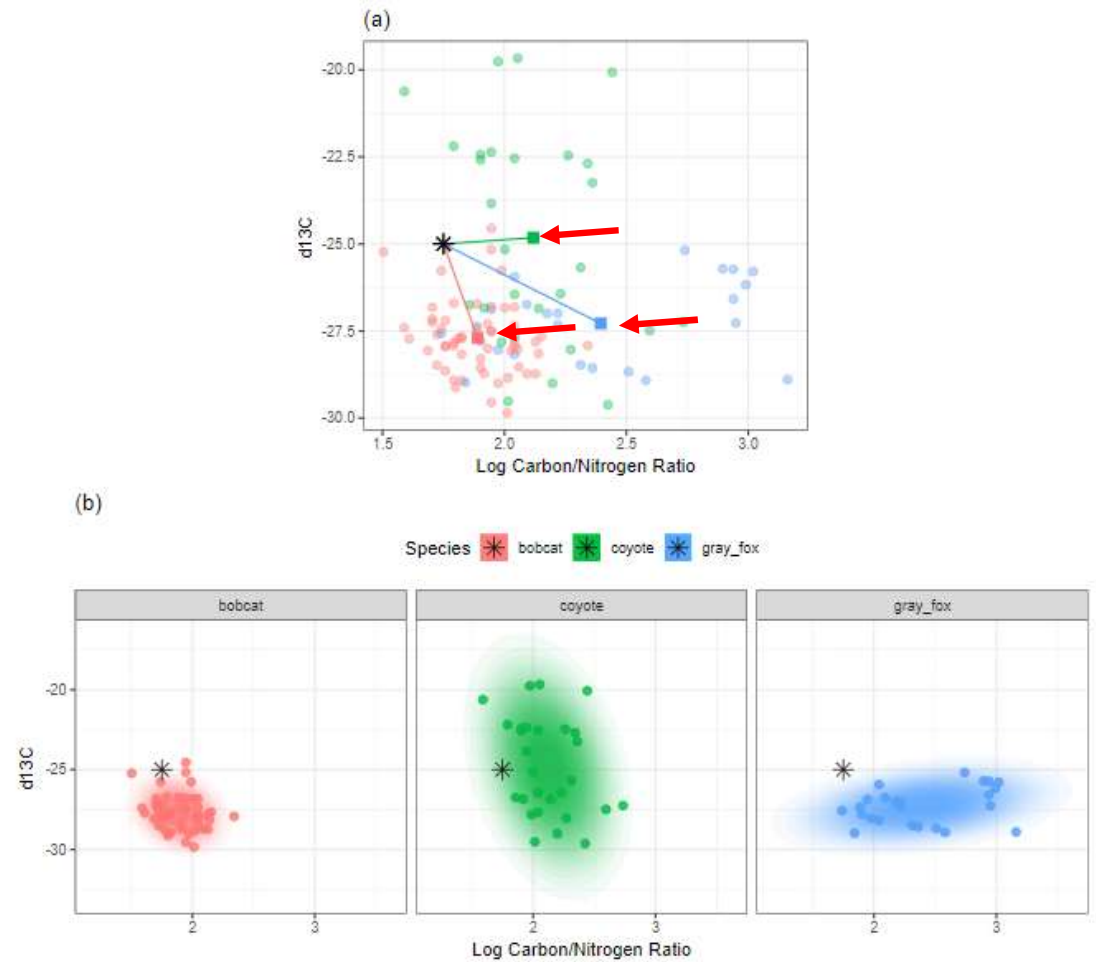 (a)
-20.0
-22.5
-25.0
-27.5
-30.0
d13C
1.5 2.0 2.5 3.0
Log Carbon/Nitrogen Ratio
(b)
Species bobcat coyote gray_fox
bobcat coyote gray_fox
-20
-25
-30
d13C
2 3 2 3 2 3
Log Carbon/Nitrogen Ratio